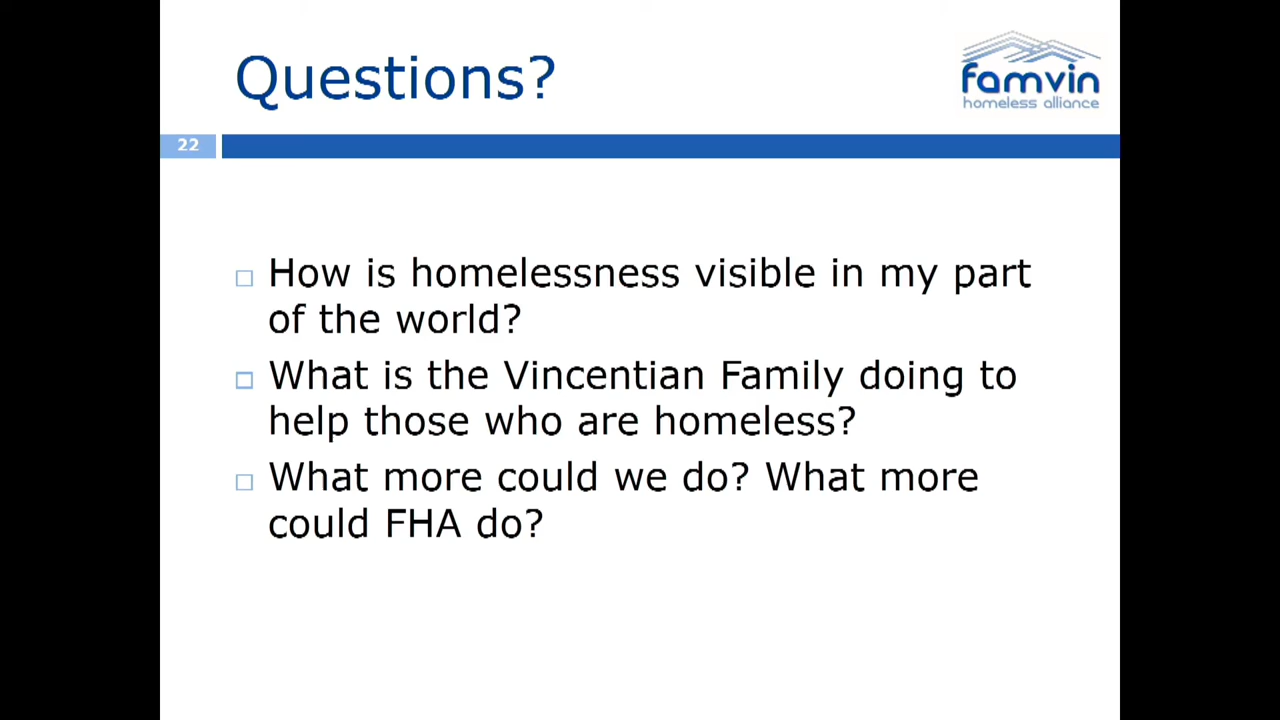 Questions?
famvin
homeless alliance
22
How is homelessness visible in my part
of the world?
What is the Vincentian Family doing to
help those who are homeless?
What more could we do? What more
could FHA do?